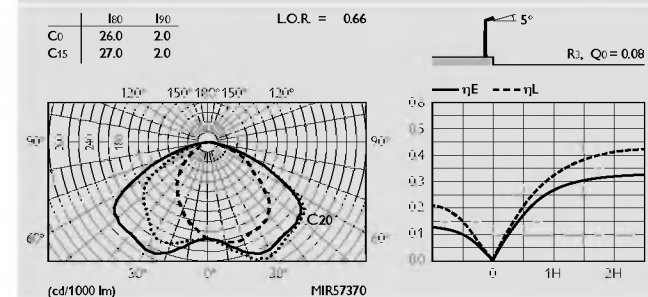 I80 I90
C0 26.0 2.0
C15 27.0 2.0
L.O.R. = 0.66
5°
R3, Q0 = 0.08
120° 150° 180° 150° 120°
90° 90°
240 180
C20
60° 60°
30° 0° 30°
(cd/1000 lm) MIR57370
ηE ηL
0.6
0.5
0.4
0.3
0.2
0.1
0.0
0 1H 2H